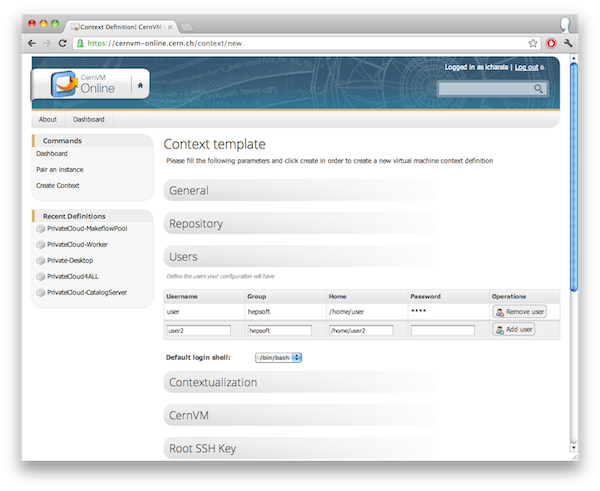 Context Definition| CernVM
https://cernvm-online.cern.ch/context/new
Logged in as icharala | Log out
CernVM
Online
About Dashboard
Commands
Dashboard
Pair an instance
Create Context
Recent Definitions
PrivateCloud-MakeflowPool
PrivateCloud-Worker
Private-Desktop
PrivateCloud4ALL
PrivateCloud-CatalogServer
Context template
Please fill the following parameters and click create in order to create a new virtual machine context definition
General
Repository
Users
Define the users your configuration will have
Username Group Home Password Operations
user hepsoft /home/user •••• Remove user
user2 hepsoft /home/user2 Add user
Default login shell: /bin/bash
Contextualization
CernVM
Root SSH Key